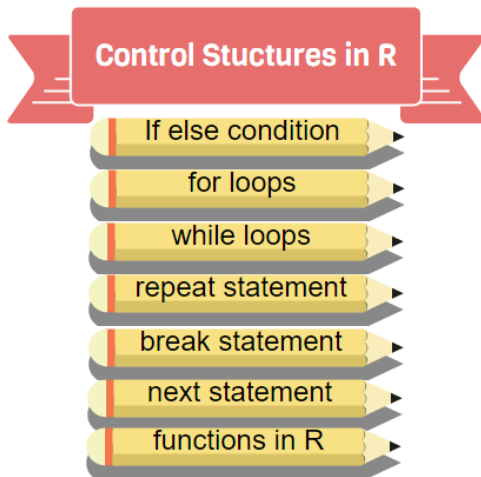 Control Stuctures in R
If else condition
for loops
while loops
repeat statement
break statement
next statement
functions in R